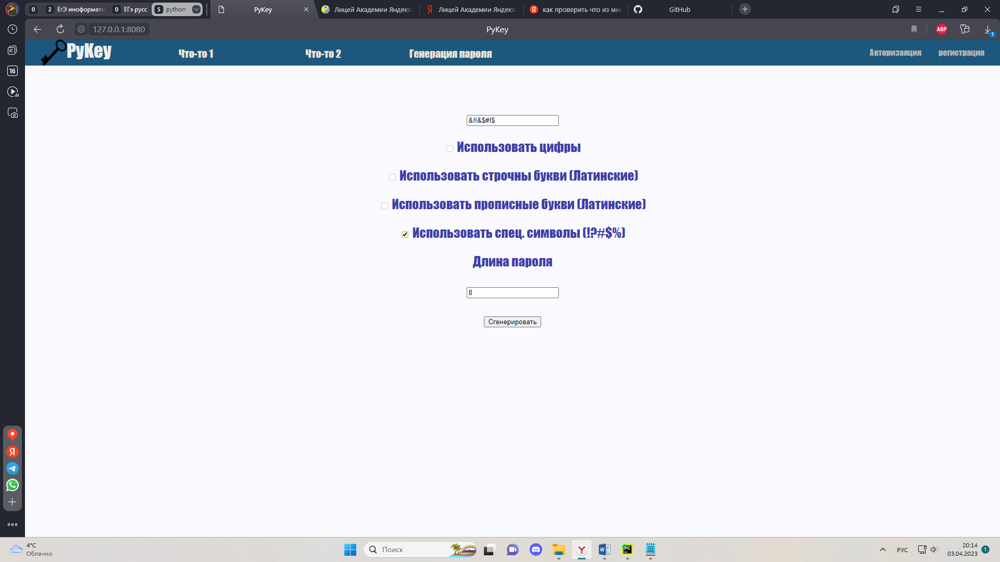 0
2 ЕгЭ иноформати
0 ЕГэ русс
5 python
PyKey
Лицей Академии Яндекса
Лицей Академии Яндекса
как проверить что из мно
GitHub
127.0.0.1:8080
PyKey
ABP
1
16
PyKey
Что-то 1
Что-то 2
Генерация пароля
Авторизаяция
регистрация
&!!&$#!$
Использовать цифры
Использовать строчны букви (Латинские)
Использовать прописные букви (Латинские)
Использовать спец. символы (!?#$%)
Длина пароля
8
Сгенерировать
4°C
Облачно
Поиск
РУС
20:14
03.04.2023
1